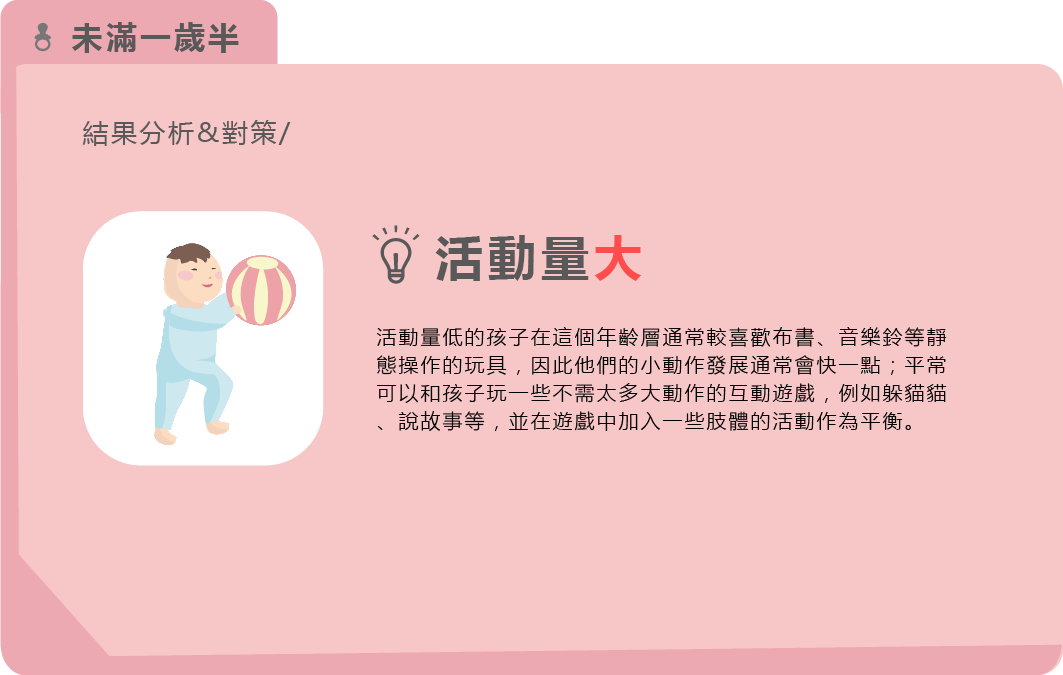 未滿一歲半
結果分析&對策/
活動量大
活動量低的孩子在這個年齡層通常較喜歡布書、音樂鈴等靜
態操作的玩具，因此他們的小動作發展通常會快一點；平常
可以和孩子玩一些不需太多大動作的互動遊戲，例如躲貓貓
、說故事等，並在遊戲中加入一些肢體的活動作為平衡。